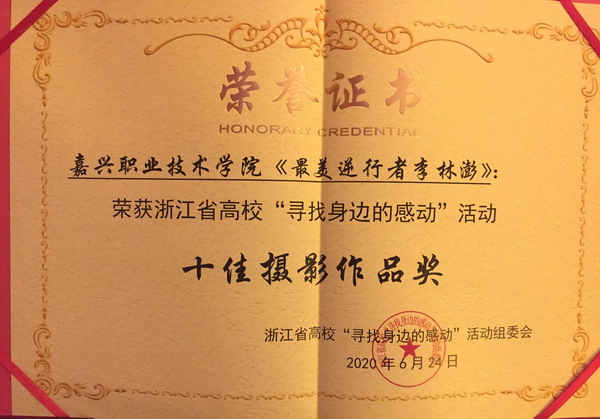 荣誉证书
HONORARY CREDENTIAL
嘉兴职业技术学院《最美逆行者李林澎》:
荣获浙江省高校“寻找身边的感动”活动
十佳摄影作品奖
浙江省高校“寻找身边的感动”活动组委会
2020年6月24日